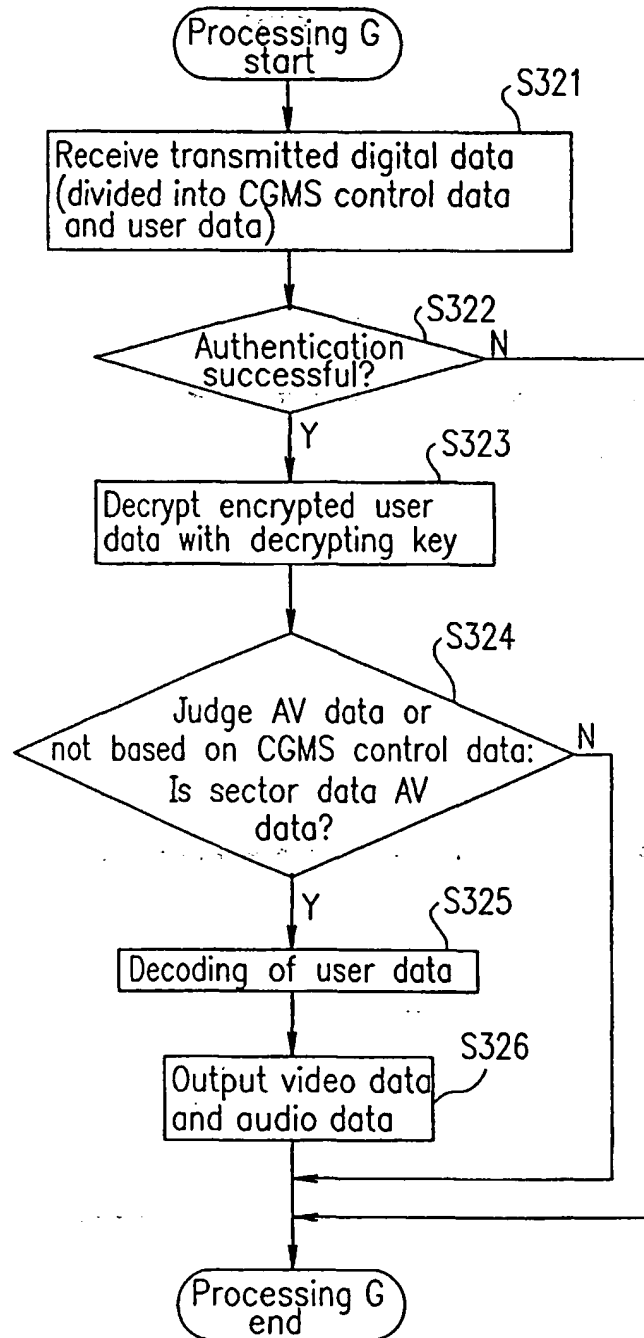 Processing G
start
S321
Receive transmitted digital data
(divided into CGMS control data
and user data)
S322
Authentication
successful?
N
Y
S323
Decrypt encrypted user
data with decrypting key
S324
Judge AV data or
not based on CGMS control data:
Is sector data AV
data?
N
Y
S325
Decoding of user data
S326
Output video data
and audio data
Processing G
end